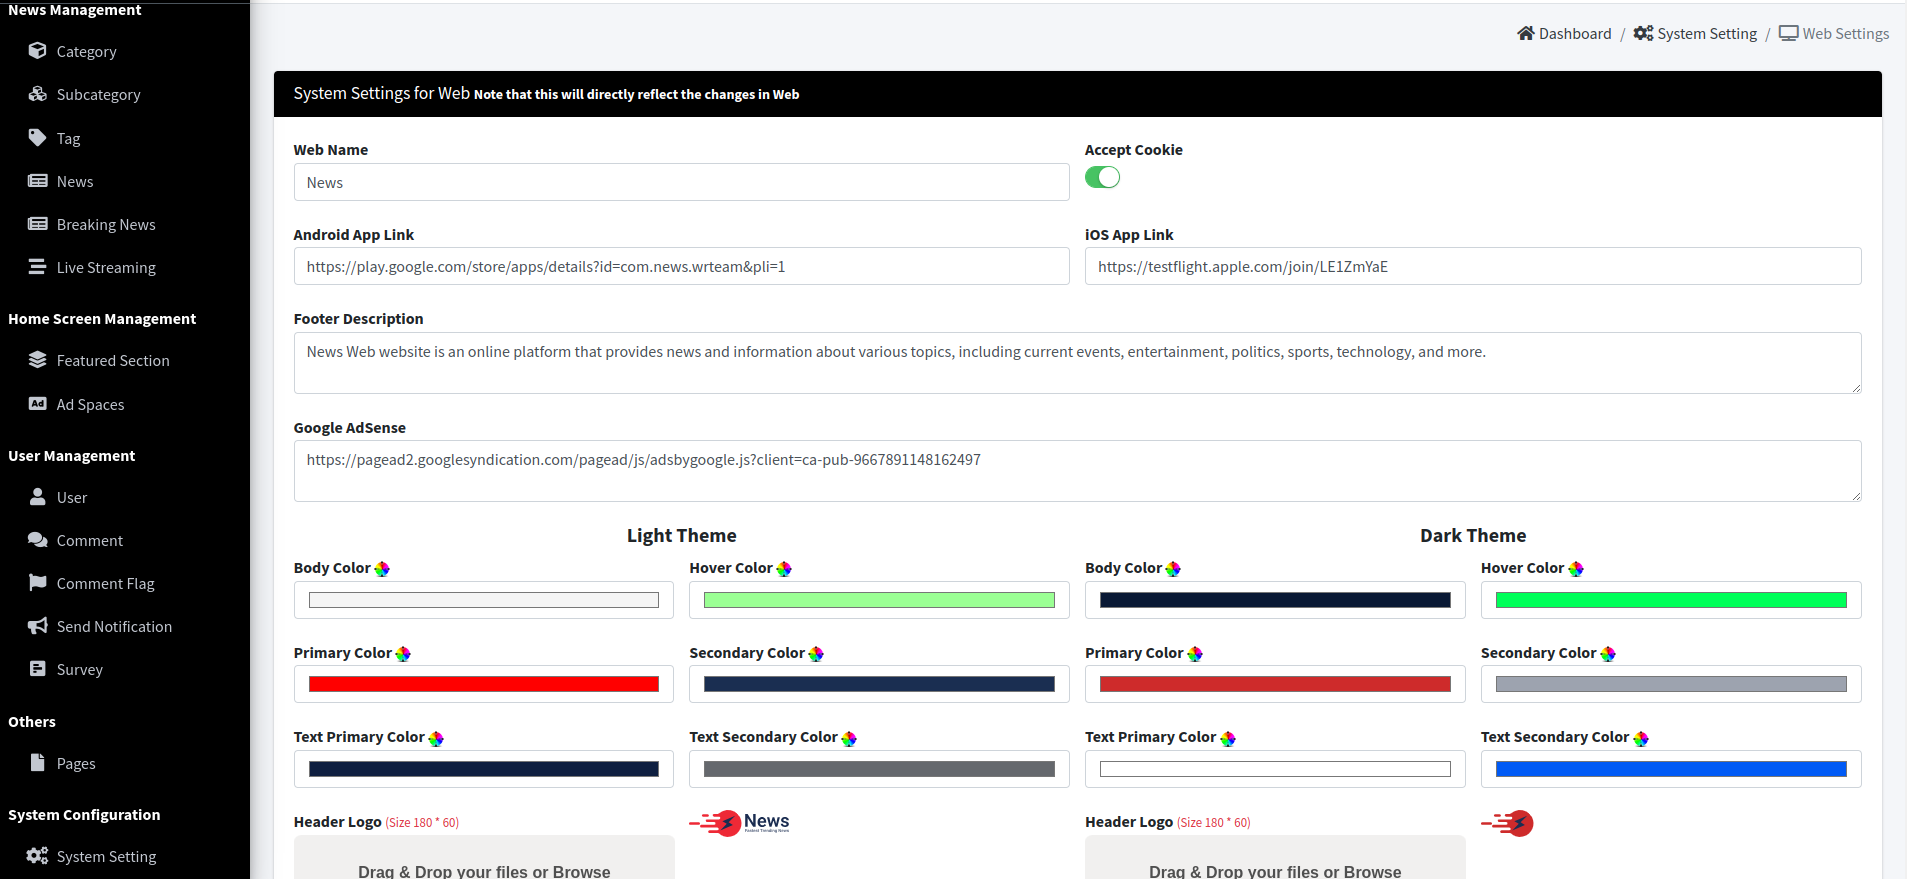 News Management
Category
Subcategory
Tag
News
Breaking News
Live Streaming
Home Screen Management
Featured Section
Ad Spaces
User Management
User
Comment
Comment Flag
Send Notification
Survey
Others
Pages
System Configuration
System Setting
Dashboard / System Setting / Web Settings
System Settings for Web Note that this will directly reflect the changes in Web
Web Name
News
Accept Cookie
Android App Link
https://play.google.com/store/apps/details?id=com.news.wrteam&pli=1
iOS App Link
https://testflight.apple.com/join/LE1ZmYaE
Footer Description
News Web website is an online platform that provides news and information about various topics, including current events, entertainment, politics, sports, technology, and more.
Google AdSense
https://pagead2.googlesyndication.com/pagead/js/adsbygoogle.js?client=ca-pub-9667891148162497
Light Theme
Body Color
Hover Color
Primary Color
Secondary Color
Text Primary Color
Text Secondary Color
Header Logo (Size 180 * 60)
News
Fastest Trending News
Drag & Drop your files or Browse
Dark Theme
Body Color
Hover Color
Primary Color
Secondary Color
Text Primary Color
Text Secondary Color
Header Logo (Size 180 * 60)
Drag & Drop your files or Browse